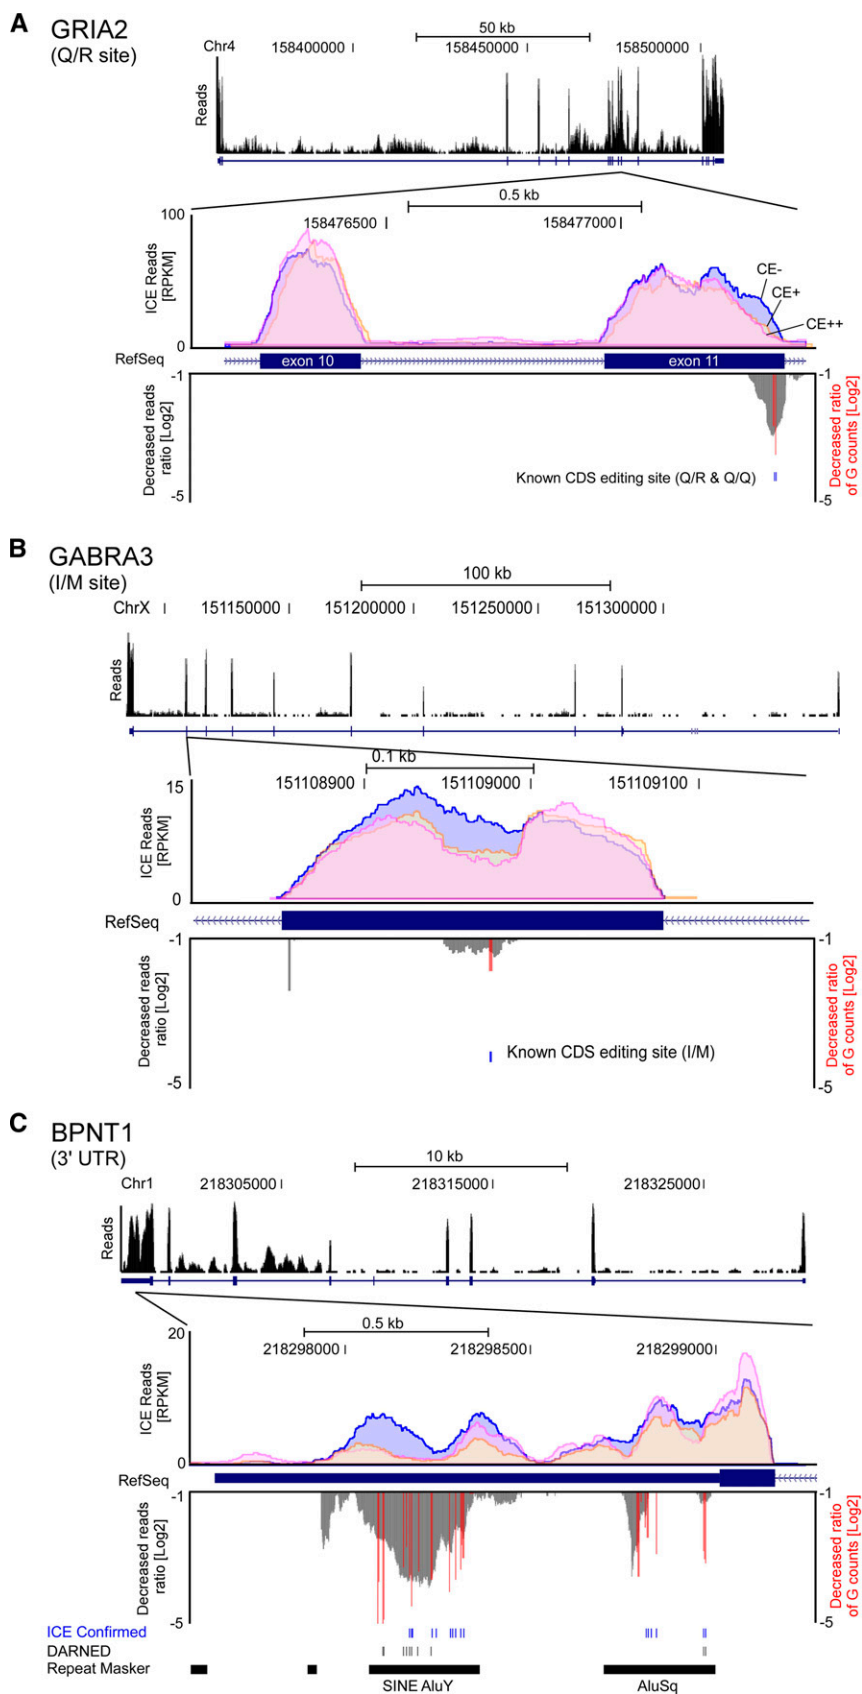 A
GRIA2
(Q/R site)
50 kb
Chr4 158400000 158450000 158500000
Reads
0.5 kb
158476500 158477000
100
0
ICE Reads
[RPKM]
CE-
CE+
CE++
RefSeq exon 10 exon 11
-1
-5
Decreased reads
ratio [Log2]
-1
-5
Decreased ratio
of G counts [Log2]
Known CDS editing site (Q/R & Q/Q)
B
GABRA3
(I/M site)
100 kb
ChrX 151150000 151200000 151250000 151300000
Reads
0.1 kb
151108900 151109000 151109100
15
0
ICE Reads
[RPKM]
RefSeq
-1
-5
Decreased reads
ratio [Log2]
-1
-5
Decreased ratio
of G counts [Log2]
Known CDS editing site (I/M)
C
BPNT1
(3' UTR)
10 kb
Chr1 218305000 218315000 218325000
Reads
0.5 kb
218298000 218298500 218299000
20
0
ICE Reads
[RPKM]
RefSeq
-1
-5
Decreased reads
ratio [Log2]
-1
-5
Decreased ratio
of G counts [Log2]
ICE Confirmed
DARNED
Repeat Masker
SINE AluY AluSq